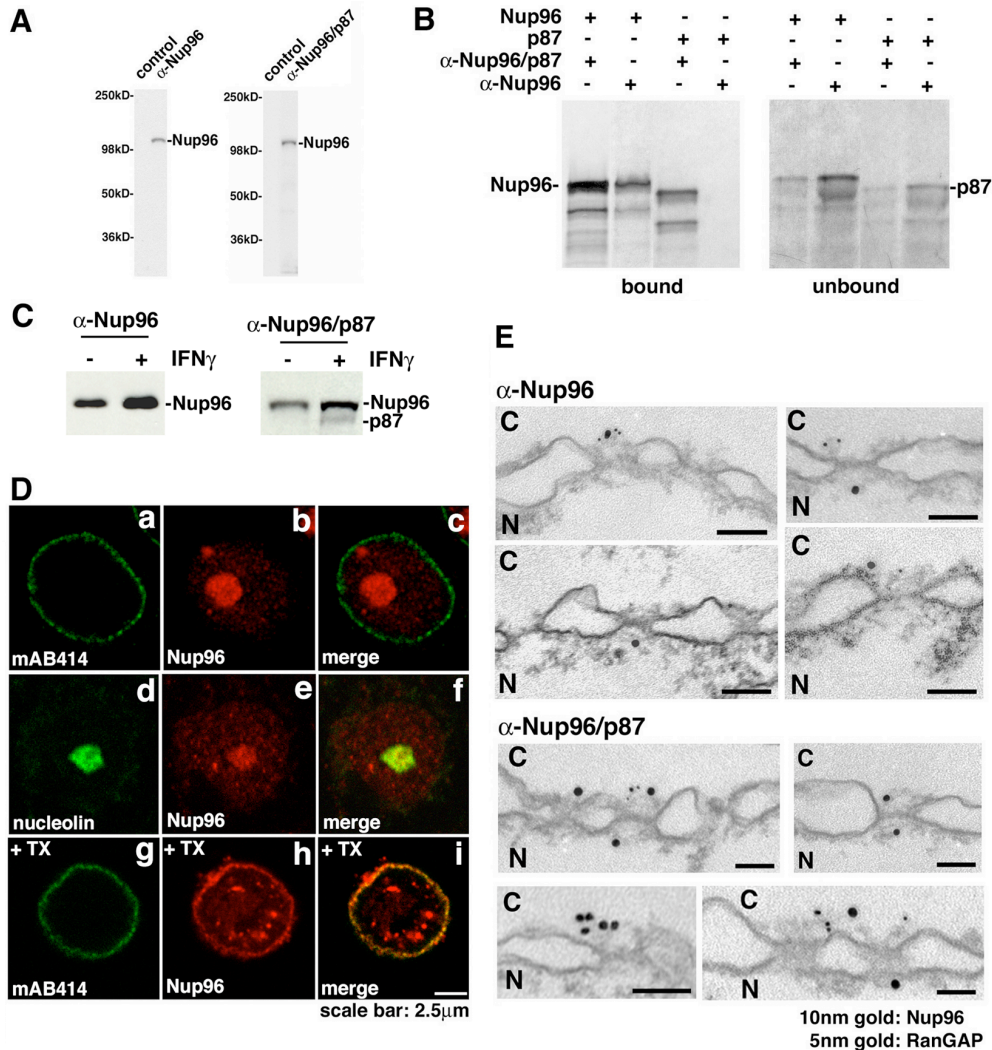 A
control
α-Nup96
250kD-
98kD-
50kD-
36kD-
-Nup96
control
α-Nup96/p87
250kD-
98kD-
50kD-
36kD-
-Nup96
B
Nup96 + + - - + + - -
p87 - - + + - - + +
α-Nup96/p87 + - + - + - + -
α-Nup96 - + - + - + - +
Nup96-
-p87
bound
unbound
C
α-Nup96
- + IFNγ
-Nup96
α-Nup96/p87
- + IFNγ
-Nup96
-p87
D
a
mAB414
b
Nup96
c
merge
d
nucleolin
e
Nup96
f
merge
+ TX
g
mAB414
+ TX
h
Nup96
+ TX
i
merge
scale bar: 2.5μm
E
α-Nup96
C
N
C
N
C
N
C
N
α-Nup96/p87
C
N
C
N
C
N
C
N
10nm gold: Nup96
5nm gold: RanGAP